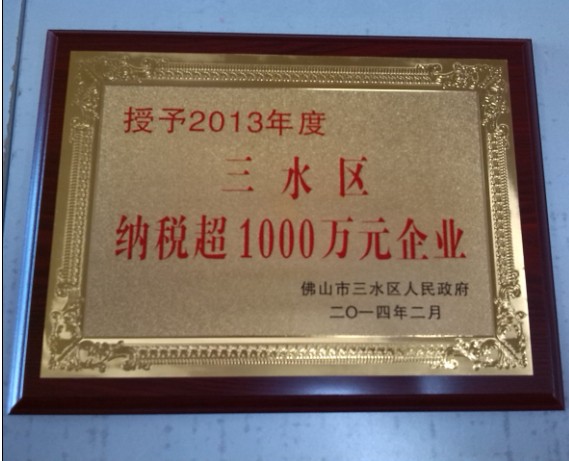 授予2013年度
三水区
纳税超1000万元企业
佛山市三水区人民政府
二〇一四年二月